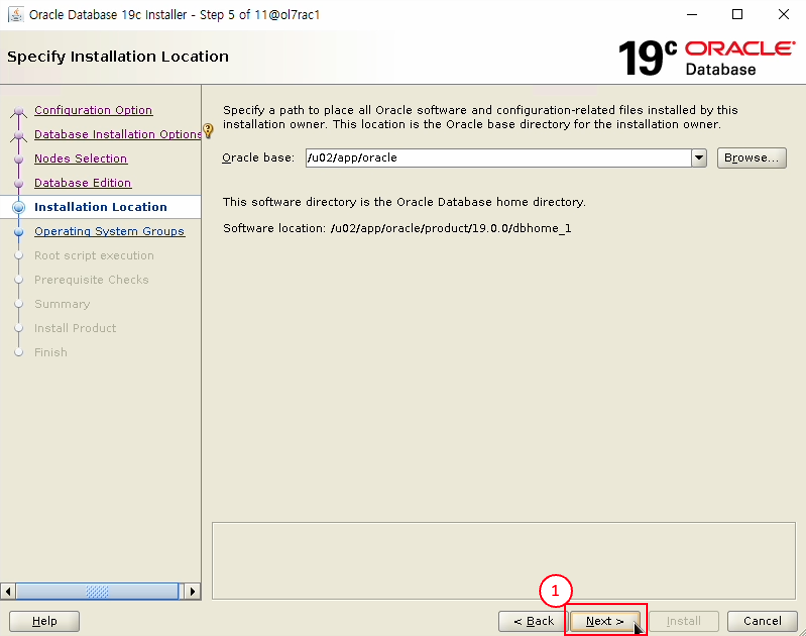 Oracle Database 19c Installer - Step 5 of 11@ol7rac1
Specify Installation Location
19c ORACLE
Database
Configuration Option
Database Installation Options
Nodes Selection
Database Edition
Installation Location
Operating System Groups
Root script execution
Prerequisite Checks
Summary
Install Product
Finish
Specify a path to place all Oracle software and configuration-related files installed by this
installation owner. This location is the Oracle base directory for the installation owner.
Oracle base: /u02/app/oracle Browse...
This software directory is the Oracle Database home directory.
Software location: /u02/app/oracle/product/19.0.0/dbhome_1
1
Help < Back Next > Install Cancel